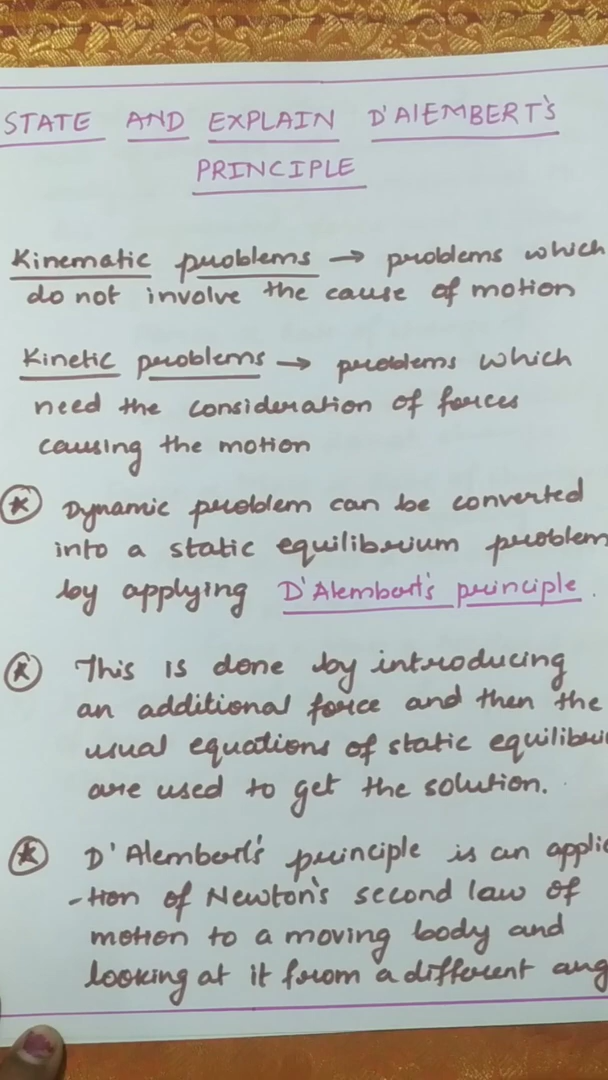 STATE AND EXPLAIN D'AlEMBERT'S
PRINCIPLE
Kinematic problems → problems which
do not involve the cause of motion
Kinetic problems → problems which
need the consideration of forces
causing the motion
Dynamic problem can be converted
into a static equilibrium problem
by applying D'Alembert's principle.
This is done by introducing
an additional force and then the
usual equations of static equilibriu
are used to get the solution.
D'Alembert's principle is an applic
-tion of Newton's second law of
motion to a moving body and
looking at it from a different ang